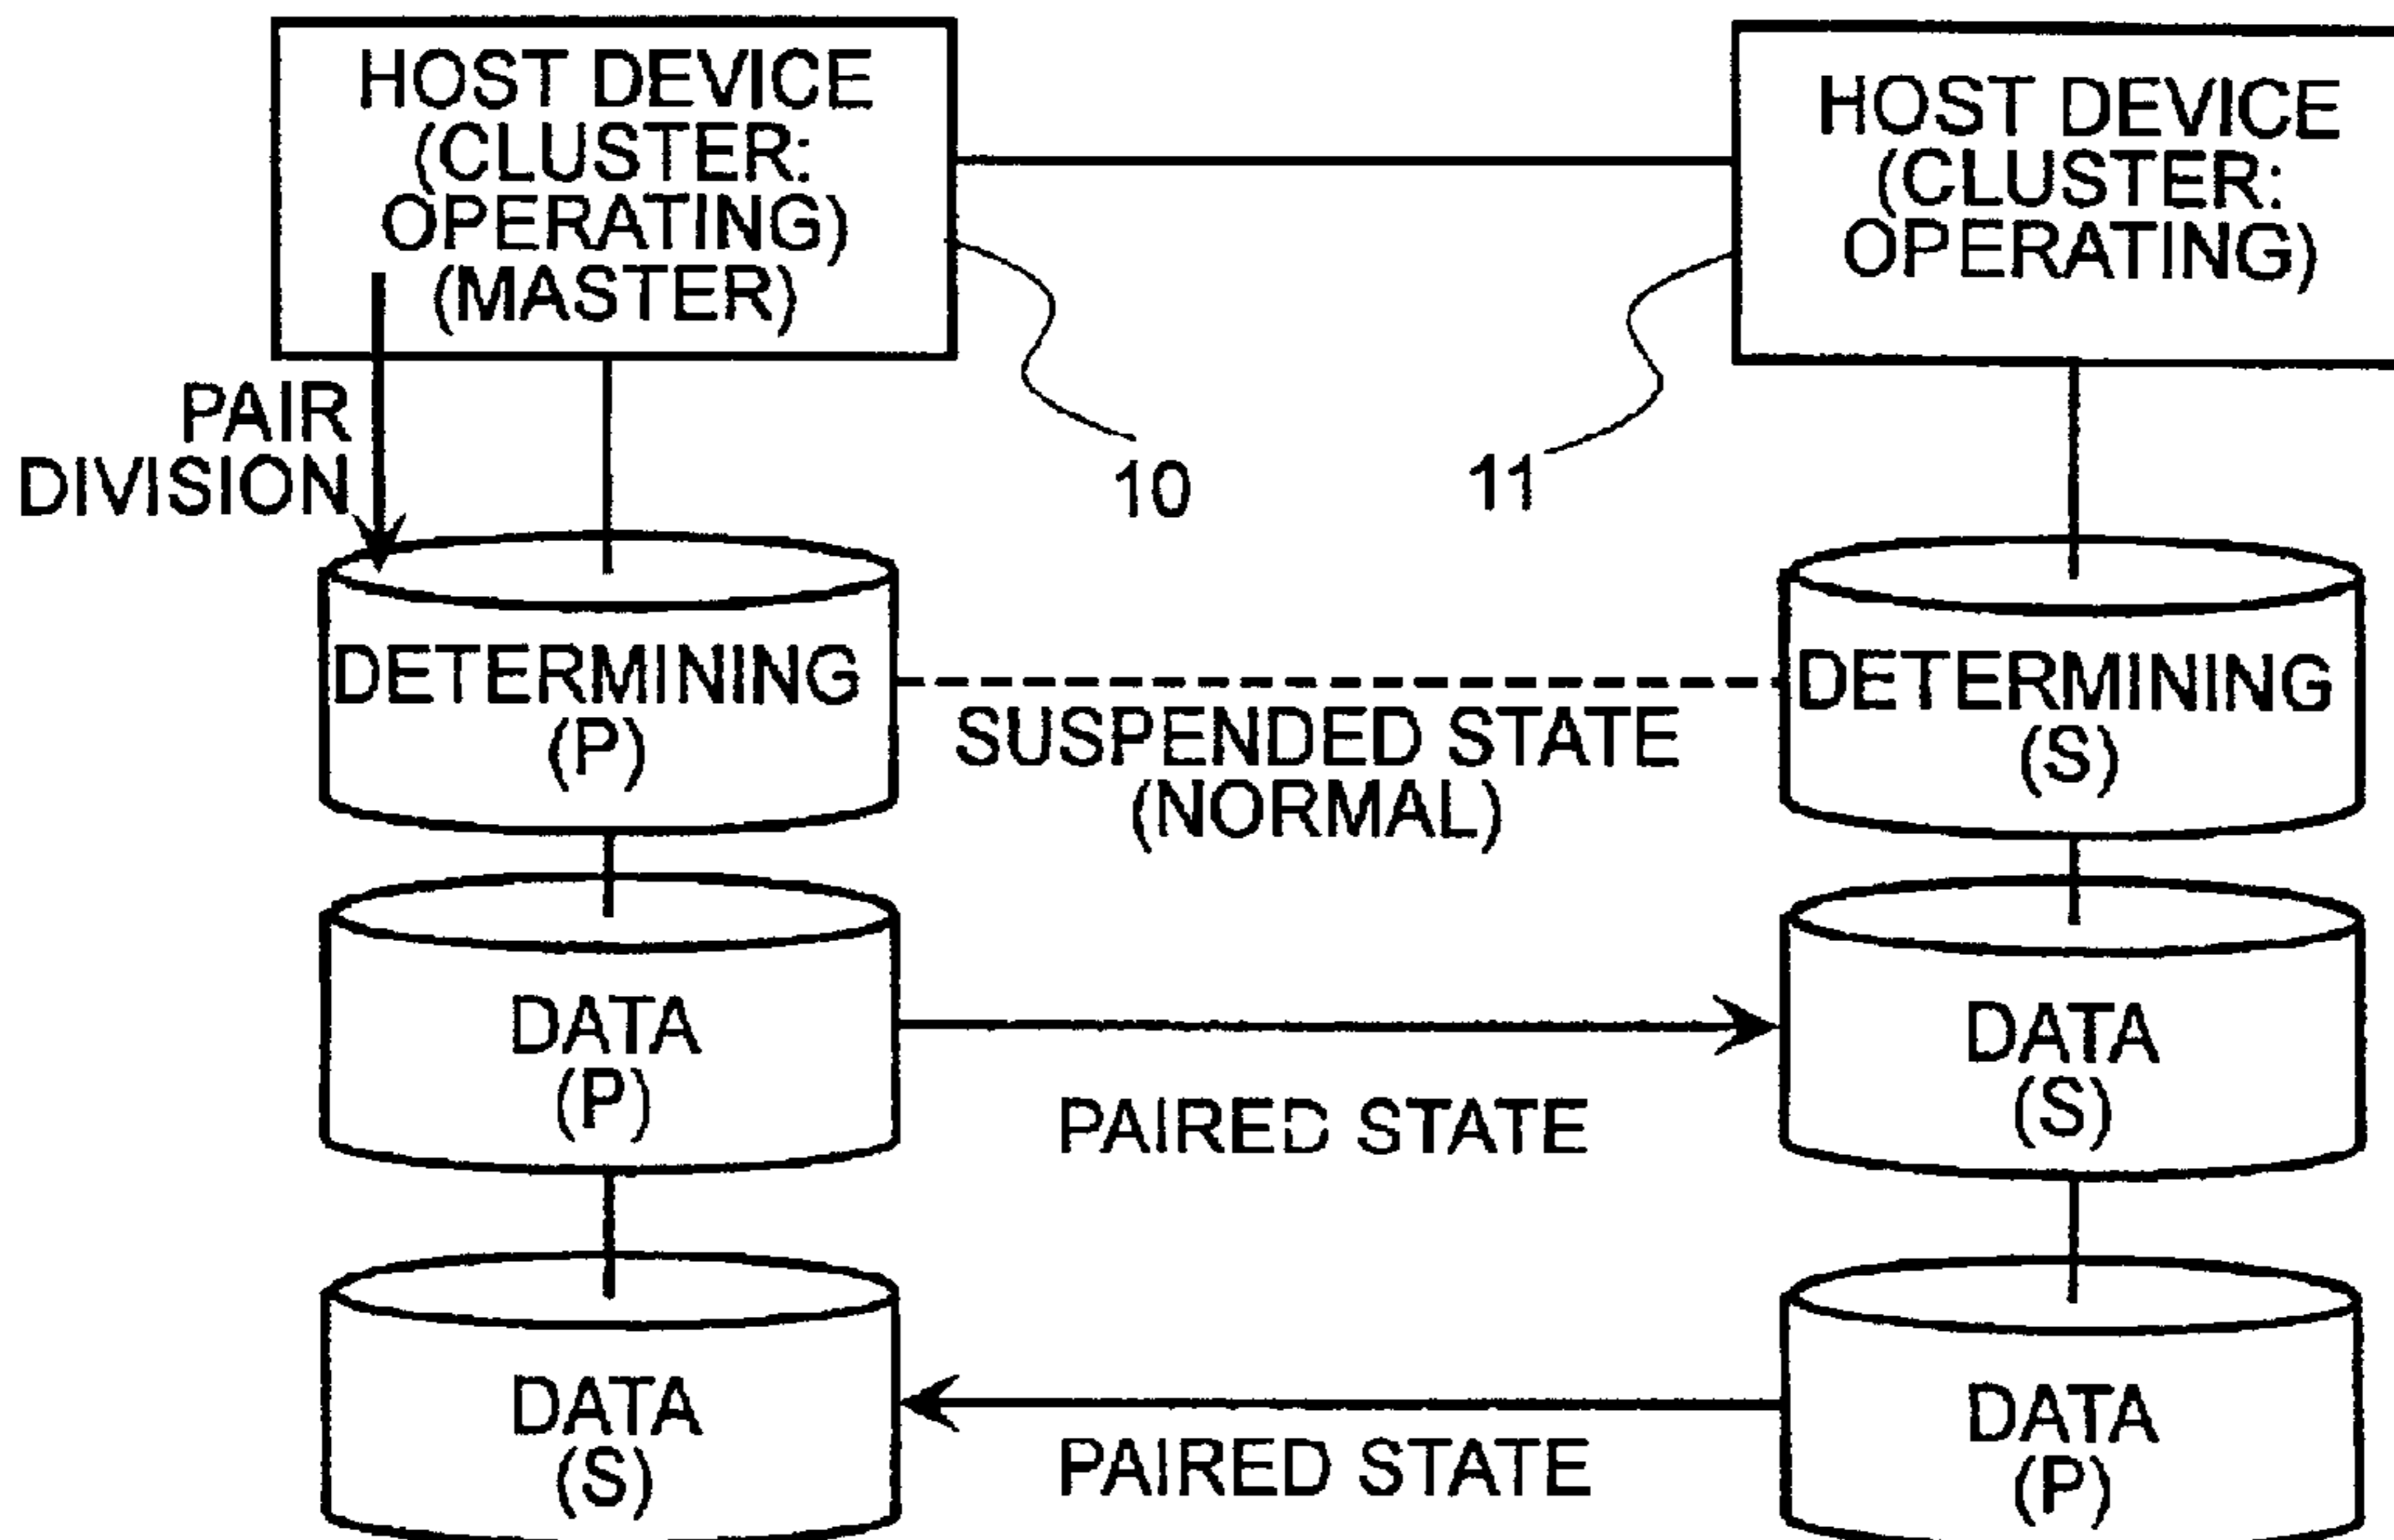 HOST DEVICE
(CLUSTER:
OPERATING)
(MASTER)
HOST DEVICE
(CLUSTER:
OPERATING)
PAIR
DIVISION
10
11
DETERMINING
(P)
SUSPENDED STATE
(NORMAL)
DETERMINING
(S)
DATA
(P)
PAIRED STATE
DATA
(S)
DATA
(S)
PAIRED STATE
DATA
(P)